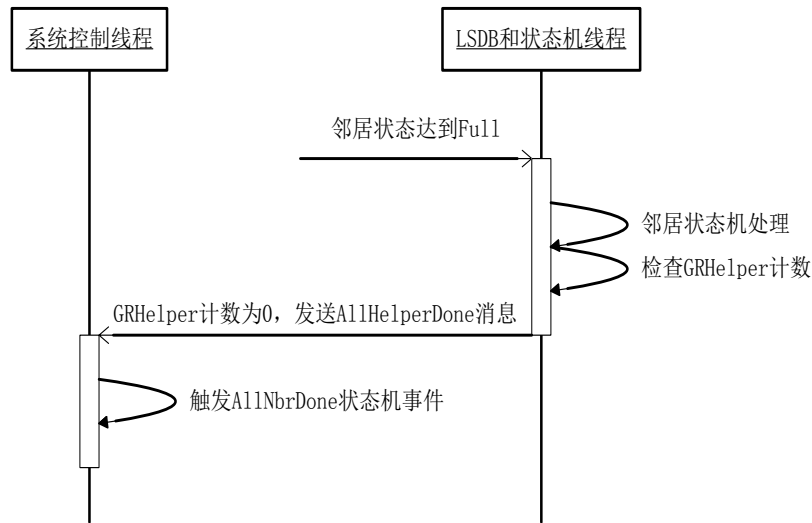 系统控制线程
LSDB和状态机线程
邻居状态达到Full
邻居状态机处理
检查GRHelper计数
GRHelper计数为0，发送AllHelperDone消息
触发AllNbrDone状态机事件